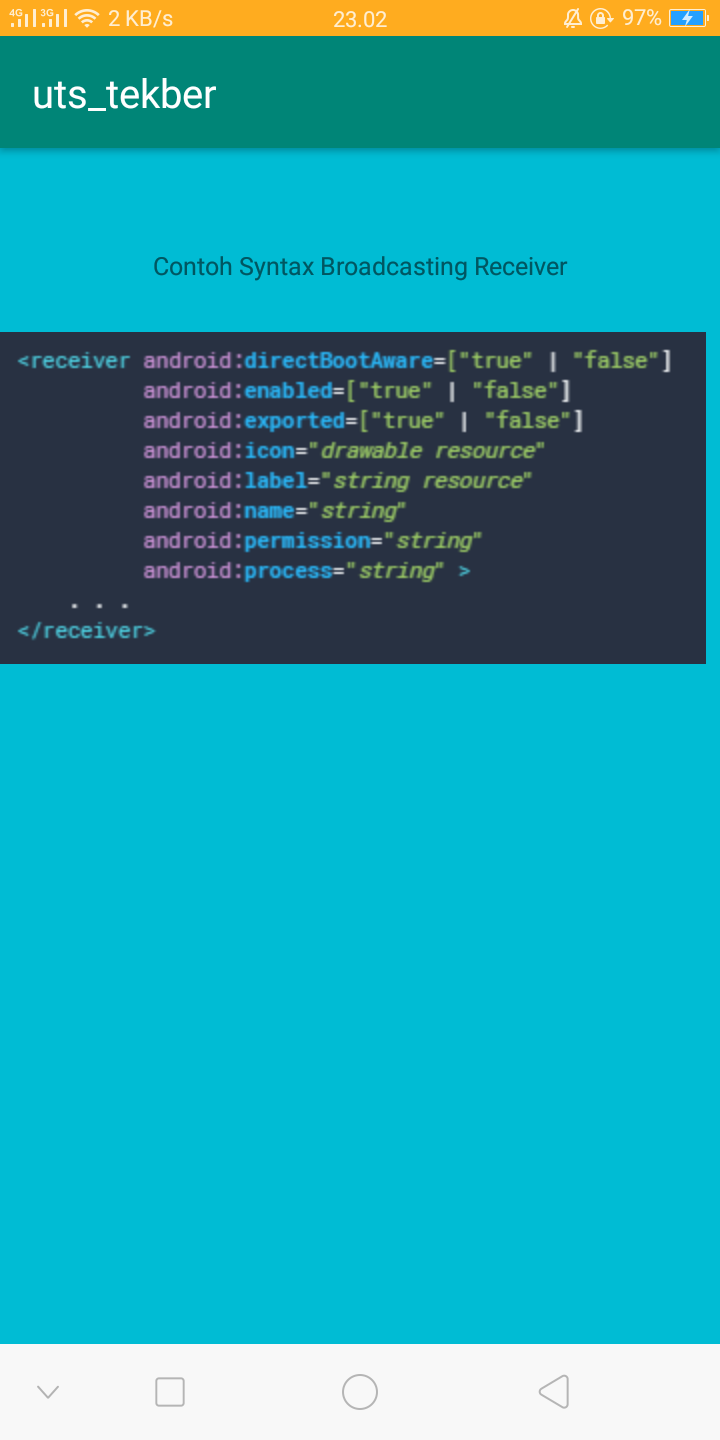 4G 3G 2 KB/s 23.02 97%
uts_tekber
Contoh Syntax Broadcasting Receiver
<receiver android:directBootAware=["true" | "false"]
android:enabled=["true" | "false"]
android:exported=["true" | "false"]
android:icon="drawable resource"
android:label="string resource"
android:name="string"
android:permission="string"
android:process="string" >
. . .
</receiver>